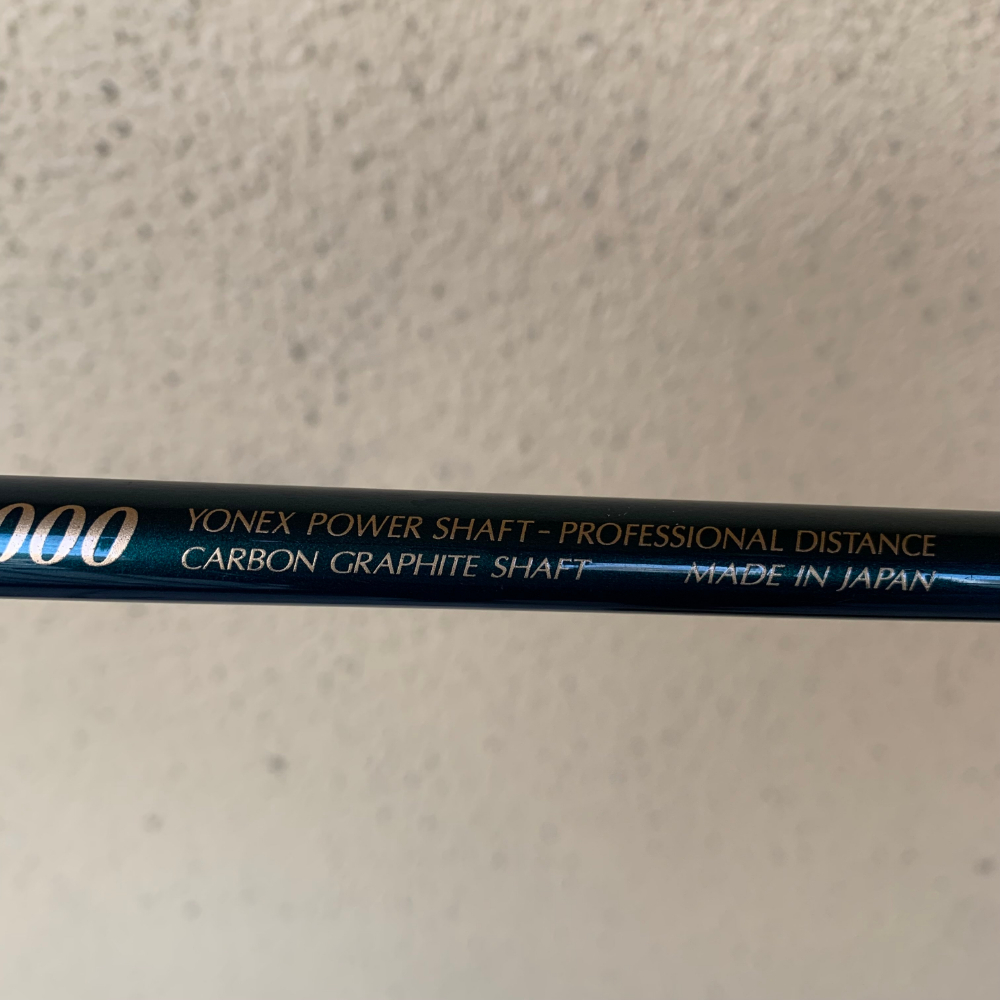 000
YONEX POWER SHAFT - PROFESSIONAL DISTANCE
CARBON GRAPHITE SHAFT MADE IN JAPAN